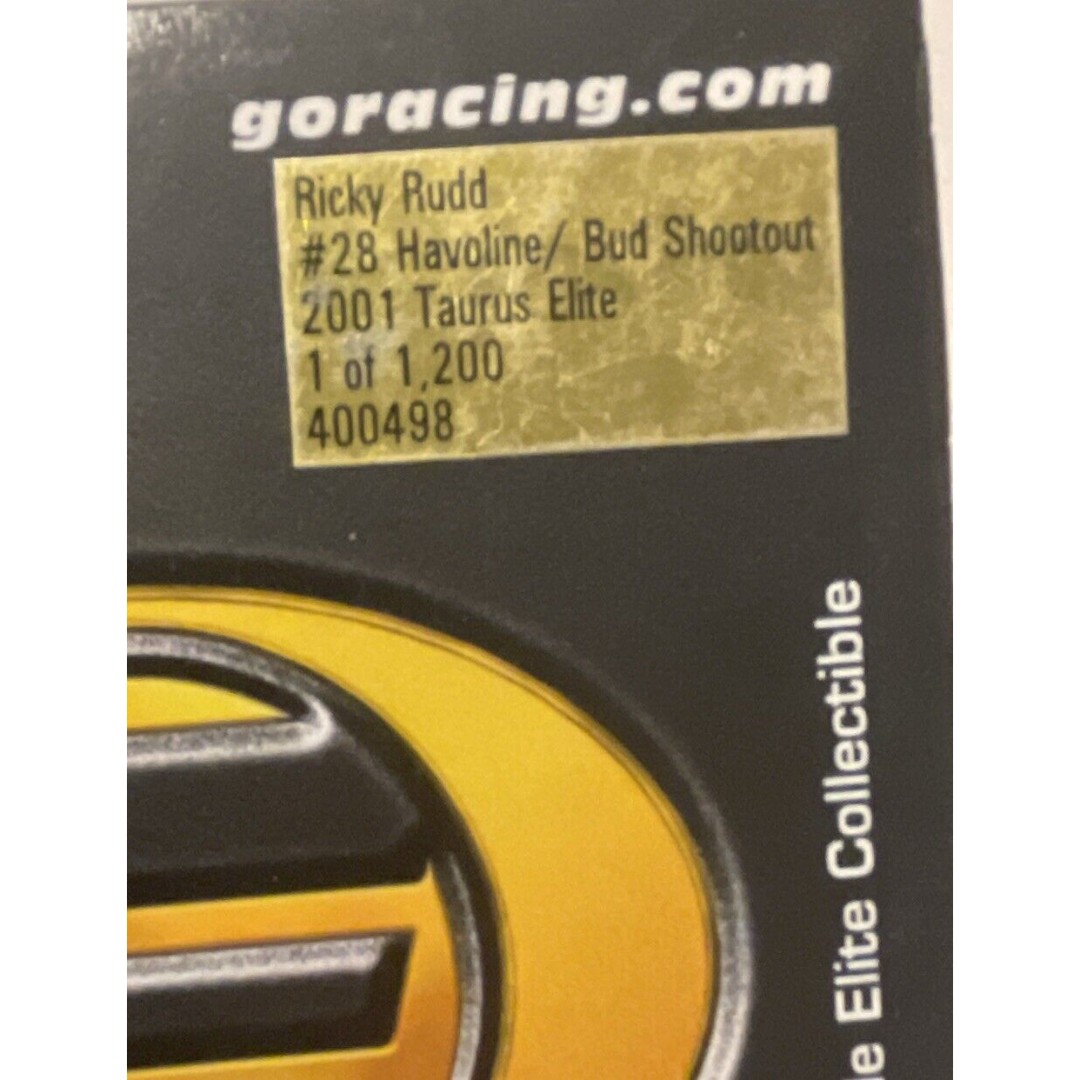 goracing.com
Ricky Rudd
#28 Havoline/ Bud Shootout
2001 Taurus Elite
1 of 1,200
400498
Elite Collectible